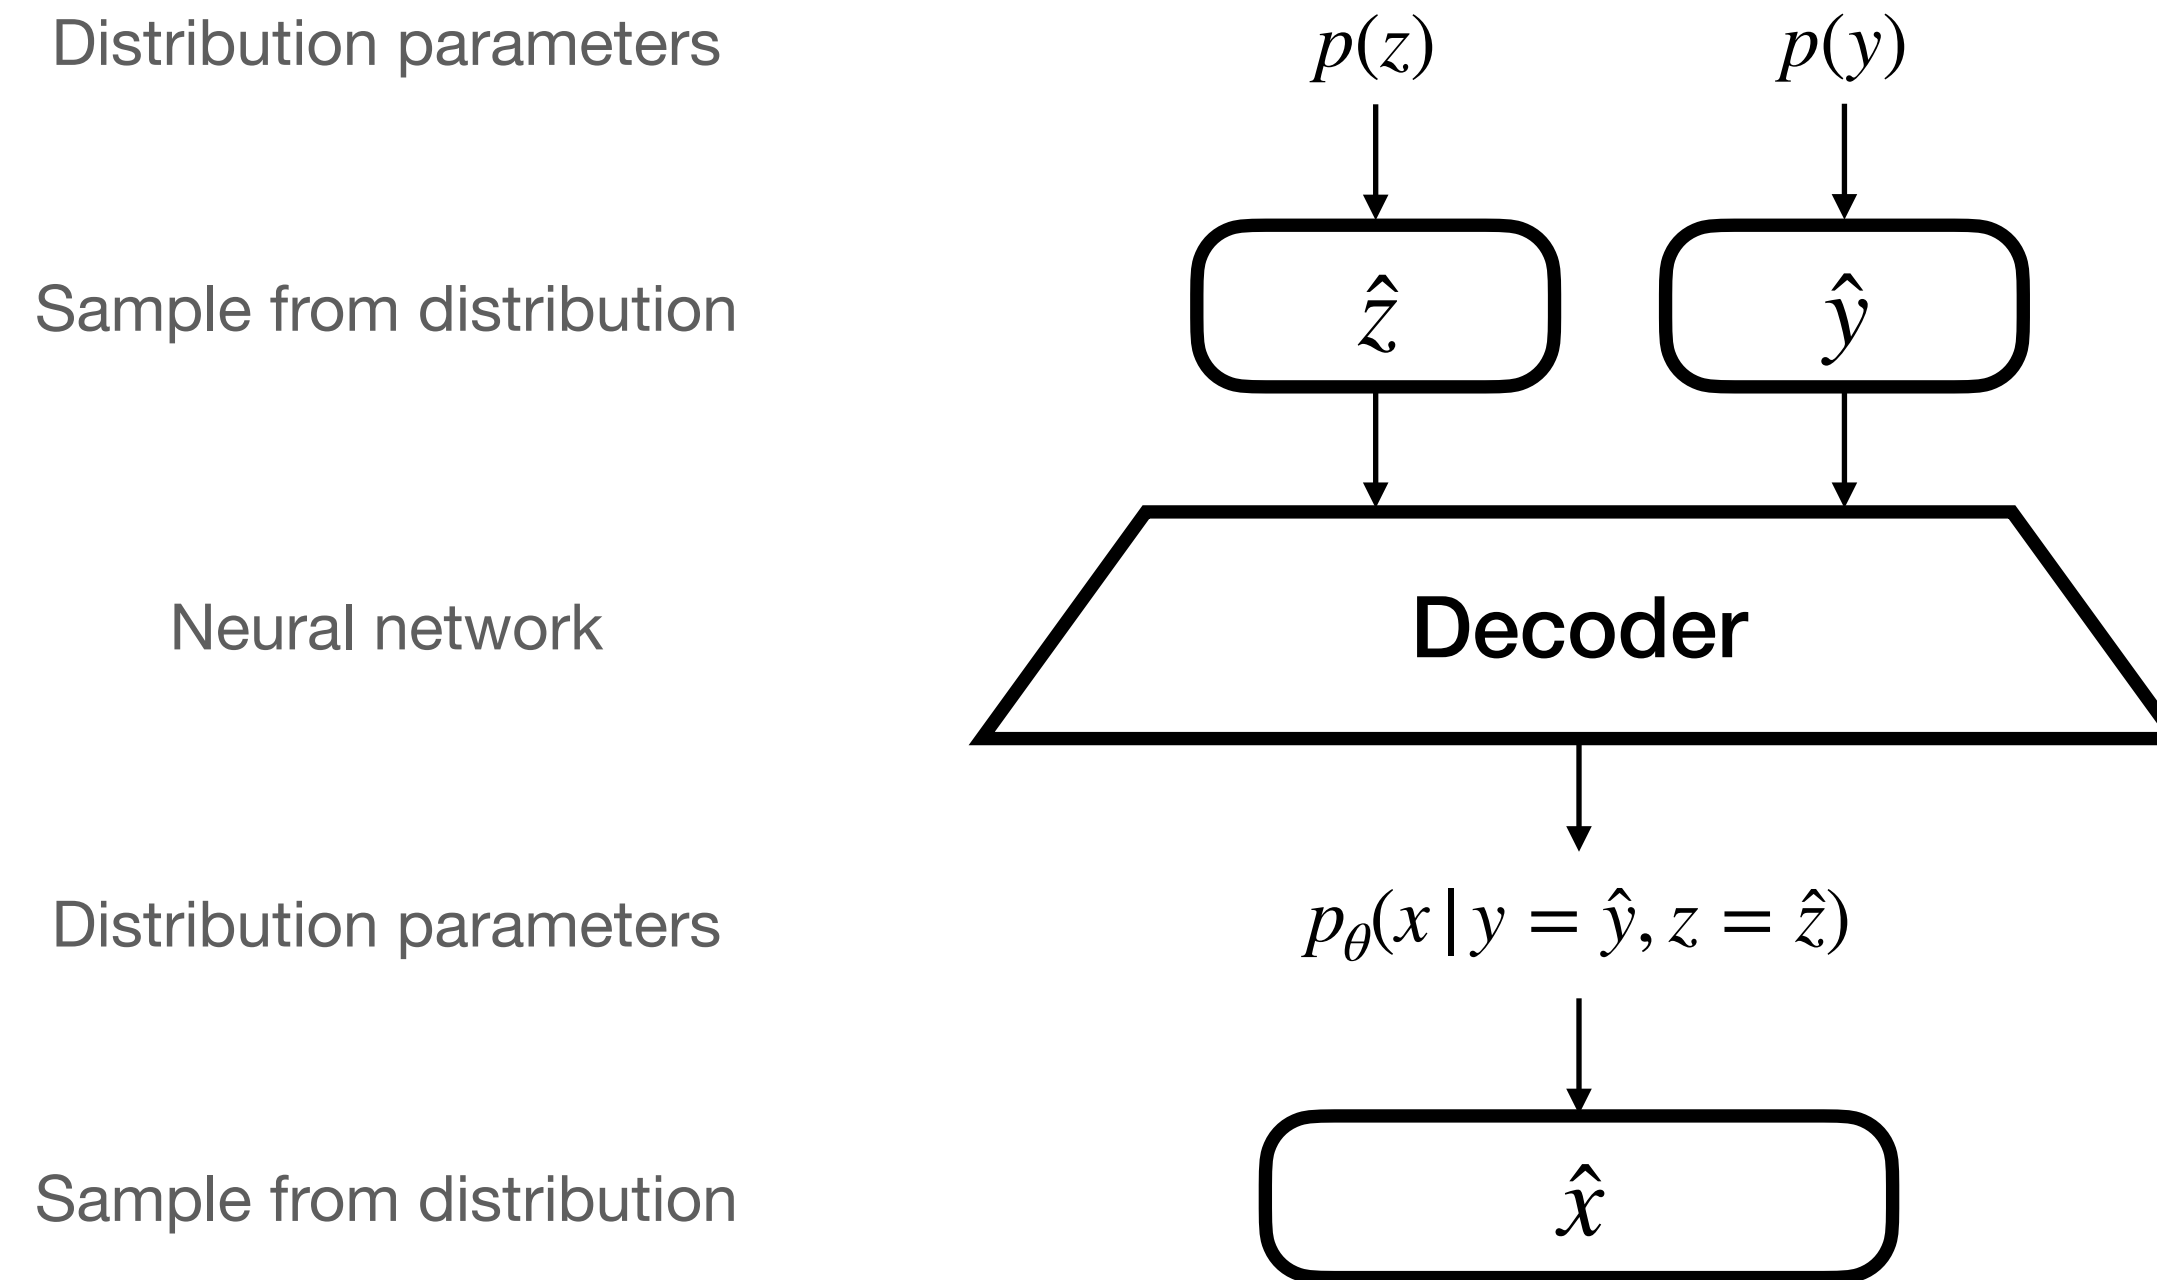 Distribution parameters p(z) p(y)
Sample from distribution ẑ ŷ
Neural network Decoder
Distribution parameters pθ(x | y = ŷ, z = ẑ)
Sample from distribution x̂